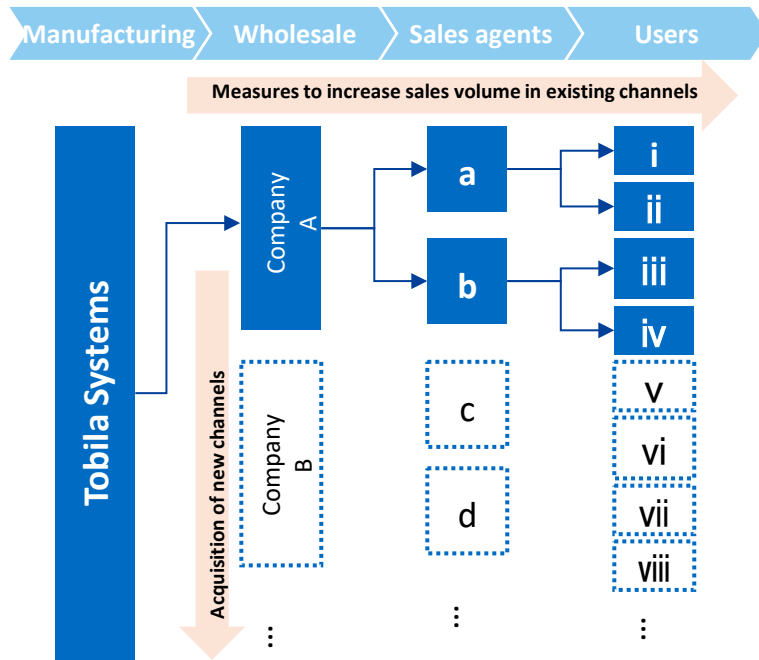 Manufacturing
Wholesale
Sales agents
Users
Measures to increase sales volume in existing channels
Tobila Systems
Acquisition of new channels
Company
A
a
b
i
ii
iii
iv
Company
B
c
d
v
vi
vii
viii
...
...
...